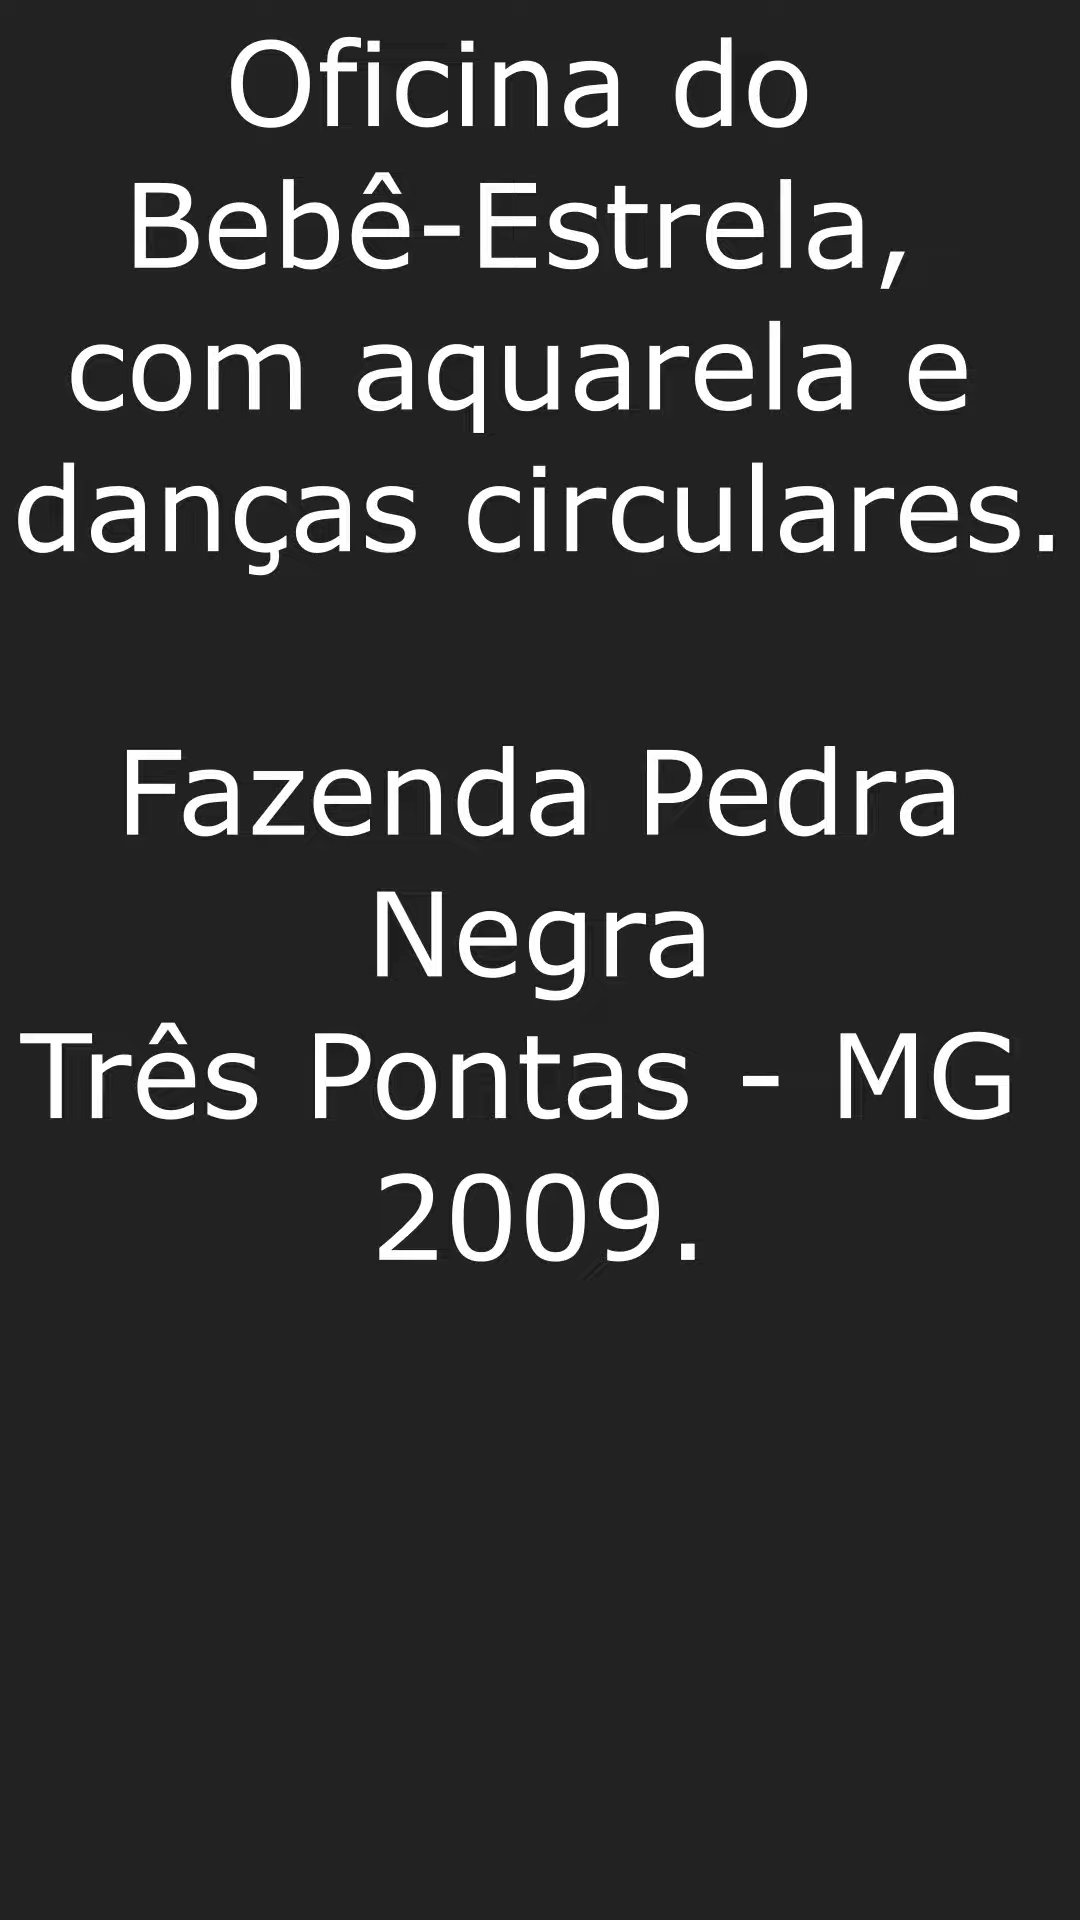 Oficina do
Bebê-Estrela,
com aquarela e
danças circulares.
Fazenda Pedra
Negra
Três Pontas - MG
2009.